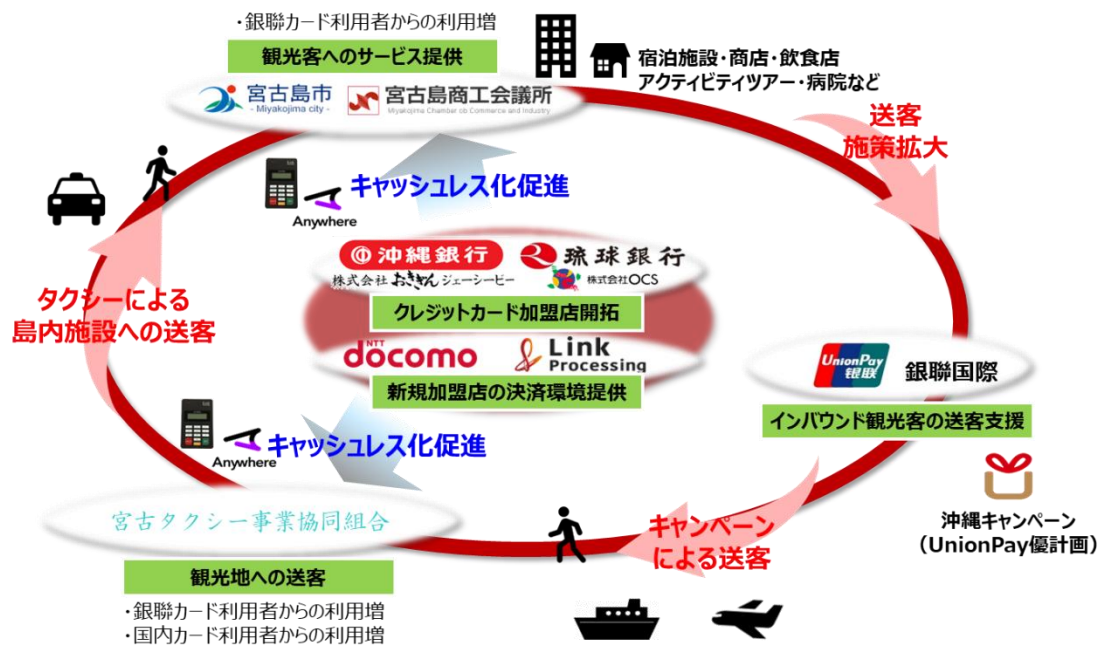 ・銀聯カード利用者からの利用増
観光客へのサービス提供
宮古島市
- Miyakojima city -
宮古島商工会議所
Miyakojima Chamber ob Commerce and Industry
宿泊施設・商店・飲食店
アクティビティツアー・病院など
送客
施策拡大
キャッシュレス化促進
Anywhere
沖縄銀行
株式会社おきぎんジェーシービー
琉球銀行
株式会社OCS
クレジットカード加盟店開拓
タクシーによる
島内施設への送客
NTT
docomo
Link
Processing
新規加盟店の決済環境提供
UnionPay
银联
銀聯国際
インバウンド観光客の送客支援
キャッシュレス化促進
Anywhere
宮古タクシー事業協同組合
観光地への送客
・銀聯カード利用者からの利用増
・国内カード利用者からの利用増
キャンペーン
による送客
沖縄キャンペーン
（UnionPay優計画）